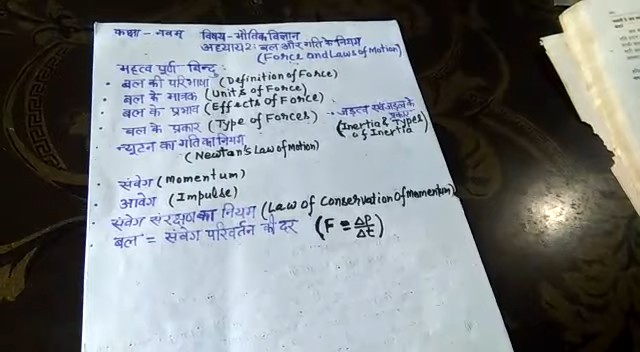 कक्षा - नवम विषय - भौतिक विज्ञान
अध्याय 2: बल और गति के नियम
(Force and Laws of Motion)
महत्व पूर्ण बिन्दु:
• बल की परिभाषा (Definition of Force)
• बल के मात्रक (Units of Force)
• बल के प्रभाव (Effects of Force)
• बल के प्रकार (Type of Forces)
• जड़त्व एवं जड़त्व के प्रकार
(Inertia & Types of Inertia)
• न्यूटन का गति का नियम
(Newtan's Law of Motion)
• संवेग (Momentum)
• आवेग (Impulse)
• संवेग संरक्षण का नियम (Law of Conservation Of Momentum)
• बल = संवेग परिवर्तन की दर (F = Δp/Δt)